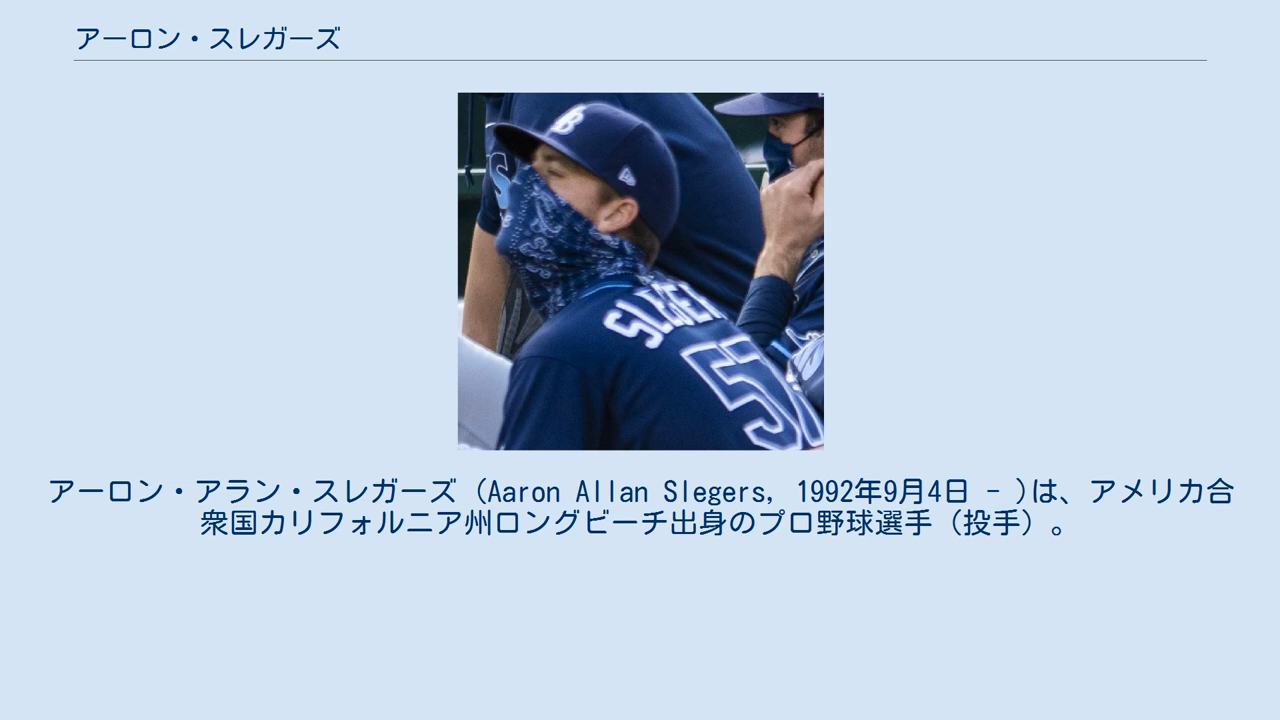 アーロン・スレガーズ
SLEGER
57
アーロン・アラン・スレガーズ（Aaron Allan Slegers, 1992年9月4日 - )は、アメリカ合
衆国カリフォルニア州ロングビーチ出身のプロ野球選手（投手）。